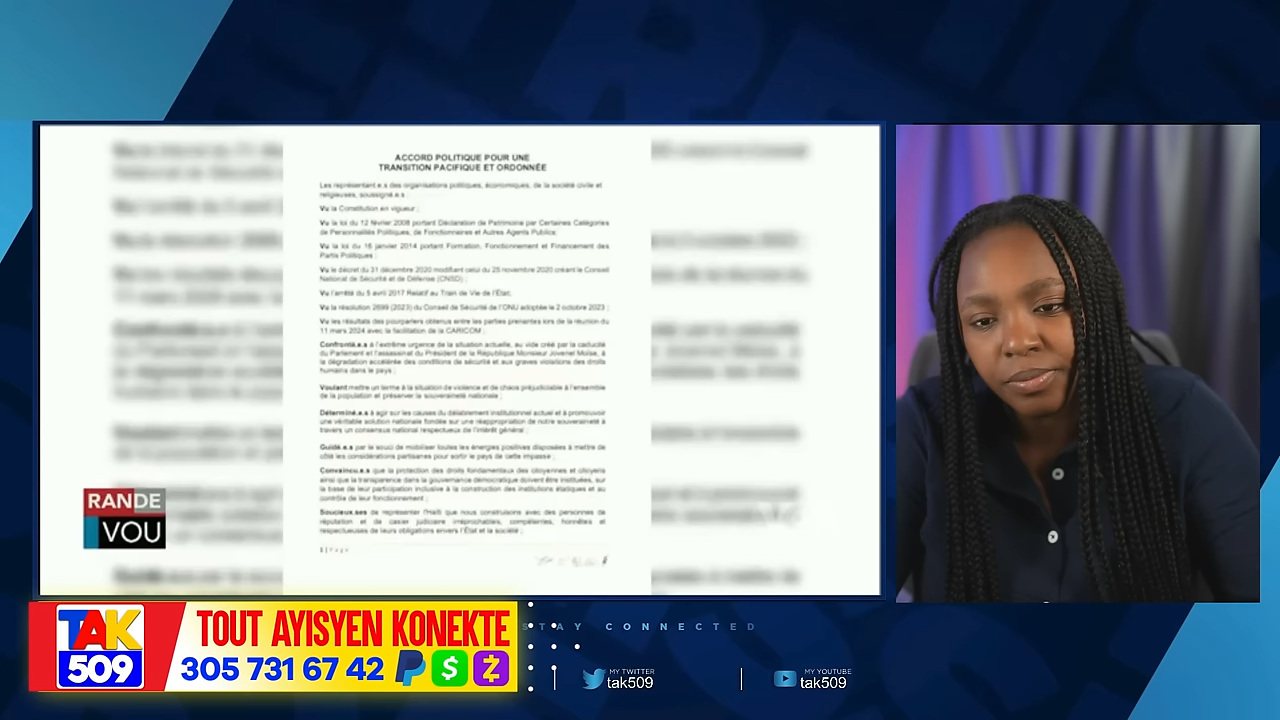 ACCORD POLITIQUE POUR UNE
TRANSITION PACIFIQUE ET ORDONNÉE
Les représentant.e.s des organisations politiques, économiques, de la société civile et
religieuses, soussigné.e.s :
Vu la Constitution en vigueur ;
Vu la loi du 12 février 2008 portant Déclaration de Patrimoine par Certaines Catégories
de Personnalités Politiques, de Fonctionnaires et Autres Agents Publics;
Vu la loi du 16 janvier 2014 portant Formation, Fonctionnement et Financement des
Partis Politiques ;
Vu le décret du 31 décembre 2020 modifiant celui du 25 novembre 2020 créant le Conseil
National de Sécurité et de Défense (CNSD) ;
Vu l'arrêté du 5 avril 2017 Relatif au Train de Vie de l'État;
Vu la résolution 2699 (2023) du Conseil de Sécurité de l'ONU adoptée le 2 octobre 2023 ;
Vu les résultats des pourparlers obtenus entre les parties prenantes lors de la réunion du
11 mars 2024 avec la facilitation de la CARICOM ;
Confronté.e.s à l'extrême urgence de la situation actuelle, au vide créé par la caducité
du Parlement et l'assassinat du Président de la République Monsieur Jovenel Moïse, à
la dégradation accélérée des conditions de sécurité et aux graves violations des droits
humains dans le pays ;
Voulant mettre un terme à la situation de violence et de chaos préjudiciable à l'ensemble
de la population et préserver la souveraineté nationale ;
Déterminé.e.s à agir sur les causes du délabrement institutionnel actuel et à promouvoir
une véritable solution nationale fondée sur une réappropriation de notre souveraineté à
travers un consensus national respectueux de l'intérêt général ;
Guidé.e.s par le souci de mobiliser toutes les énergies positives disposées à mettre de
côté les considérations partisanes pour sortir le pays de cette impasse ;
Convaincu.e.s que la protection des droits fondamentaux des citoyennes et citoyens
ainsi que la transparence dans la gouvernance démocratique doivent être instituées, sur
la base de leur participation inclusive à la construction des institutions étatiques et au
contrôle de leur fonctionnement ;
Soucieux.ses de représenter l'Haïti que nous construisons avec des personnes de
réputation et de casier judiciaire irréprochables, compétentes, honnêtes et
respectueuses de leurs obligations envers l'État et la société ;
1 | Page
RANDE
VOU
TAK
509
TOUT AYISYEN KONEKTE
305 731 67 42
STAY CONNECTED
MY TWITTER
tak509
MY YOUTUBE
tak509